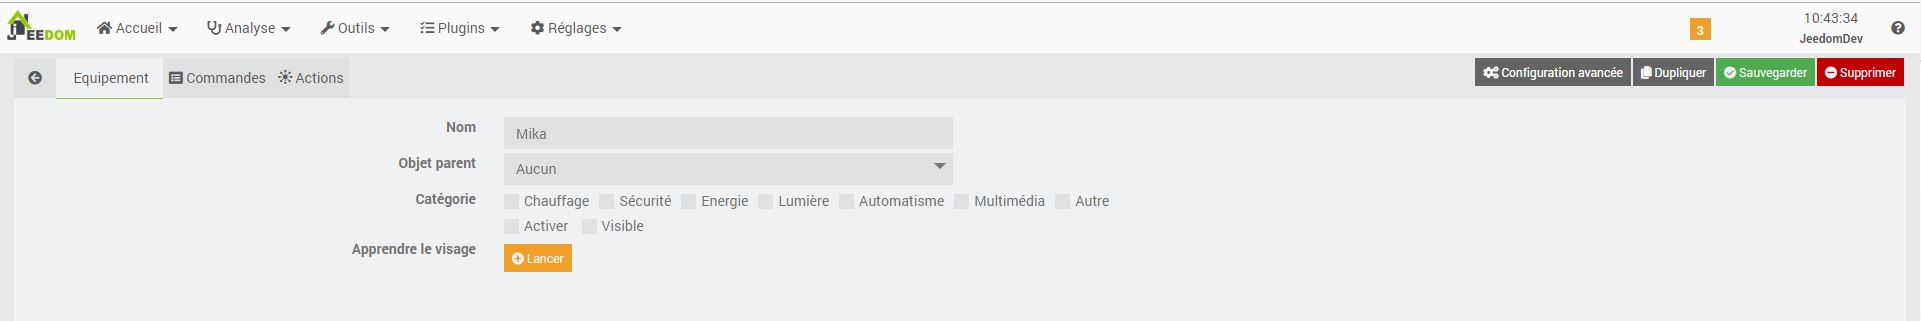 JEEDOM Accueil Analyse Outils Plugins Réglages 3 10:43:34
JeedomDev
Equipement Commandes Actions Configuration avancée Dupliquer Sauvegarder Supprimer
Nom Mika
Objet parent Aucun
Catégorie Chauffage Sécurité Energie Lumière Automatisme Multimédia Autre
Activer Visible
Apprendre le visage Lancer